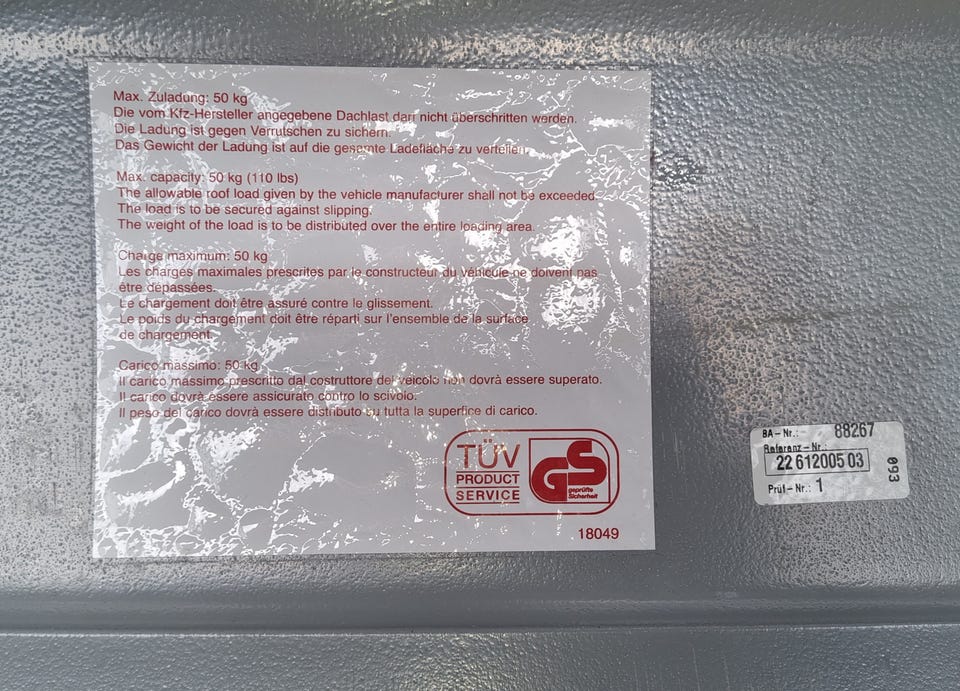 Max. Zuladung: 50 kg
Die vom Kfz-Hersteller angegebene Dachlast darf nicht überschritten werden.
Die Ladung ist gegen Verrutschen zu sichern.
Das Gewicht der Ladung ist auf die gesamte Ladefläche zu verteilen.
Max. capacity: 50 kg (110 lbs)
The allowable roof load given by the vehicle manufacturer shall not be exceeded.
The load is to be secured against slipping.
The weight of the load is to be distributed over the entire loading area.
Charge maximum: 50 kg
Les charges maximales prescrites par le constructeur du véhicule ne doivent pas
être dépassées.
Le chargement doit être assuré contre le glissement.
Le poids du chargement doit être réparti sur l'ensemble de la surface
de chargement.
Carico massimo: 50 kg
Il carico massimo prescritto dal costruttore del veicolo non dovrà essere superato.
Il carico dovrà essere assicurato contro lo scivolo.
Il peso del carico dovrà essere distributo su tutta la superfice di carico.
TÜV
PRODUCT
SERVICE
GS
geprüfte
Sicherheit
18049
BA-Nr.: 88267
Referenz-Nr.:
22 612005 03
Prüf-Nr.: 1
093